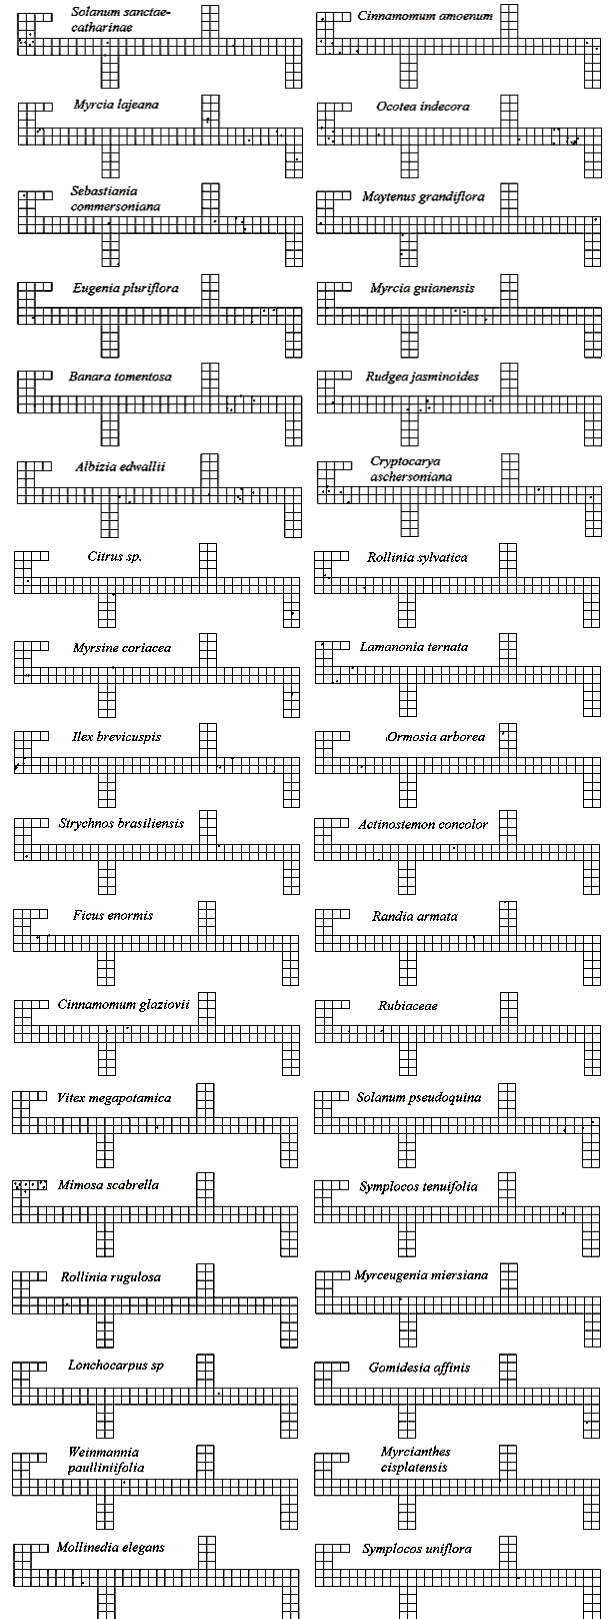 Solanum sanctae-
catharinae
Cinnamomum amoenum
Myrcia lajeana
Ocotea indecora
Sebastiania
commersoniana
Maytenus grandiflora
Eugenia pluriflora
Myrcia guianensis
Banara tomentosa
Rudgea jasminoides
Albizia edwallii
Cryptocarya
aschersoniana
Citrus sp.
Rollinia sylvatica
Myrsine coriacea
Lamanonia ternata
Ilex brevicuspis
Ormosia arborea
Strychnos brasiliensis
Actinostemon concolor
Ficus enormis
Randia armata
Cinnamomum glaziovii
Rubiaceae
Vitex megapotamica
Solanum pseudoquina
Mimosa scabrella
Symplocos tenuifolia
Rollinia rugulosa
Myrceugenia miersiana
Lonchocarpus sp
Gomidesia affinis
Weinmannia
paulliniifolia
Myrcianthes
cisplatensis
Mollinedia elegans
Symplocos uniflora